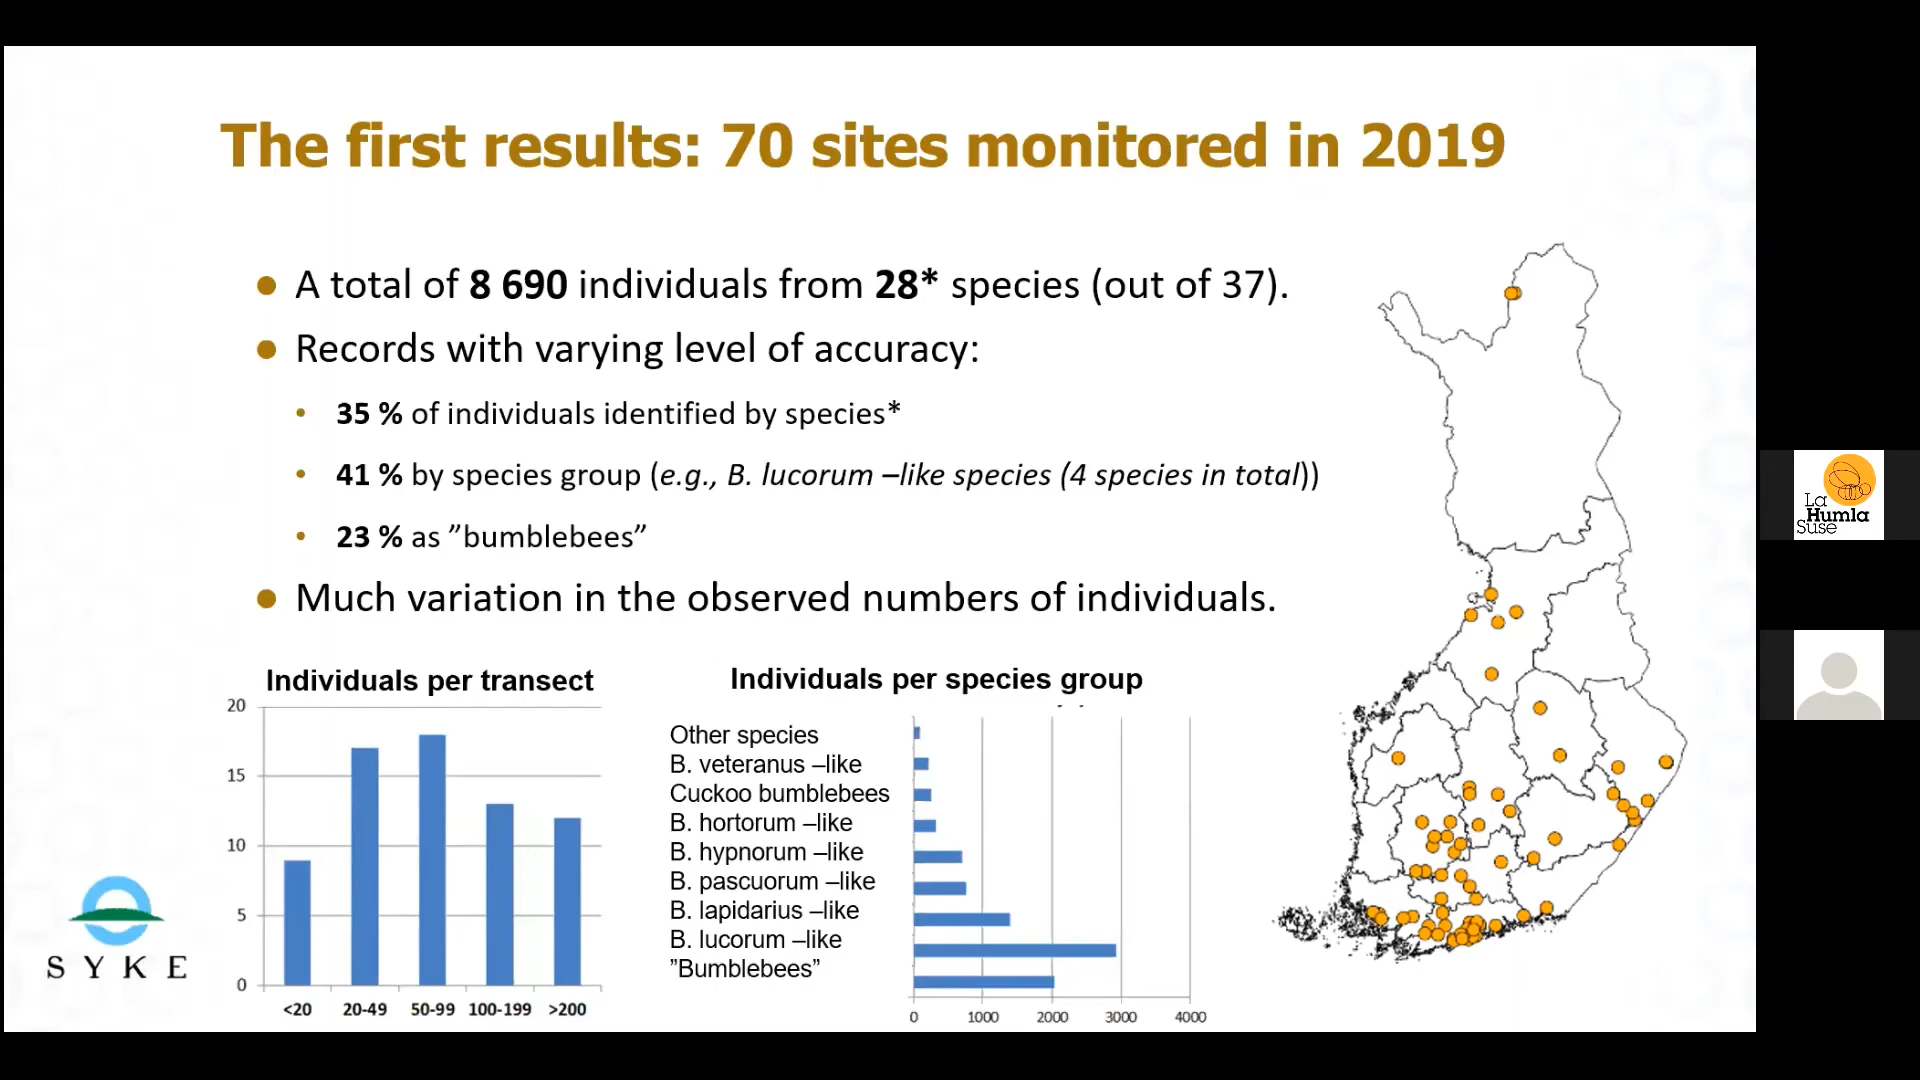 The first results: 70 sites monitored in 2019
A total of 8 690 individuals from 28* species (out of 37).
Records with varying level of accuracy:
35 % of individuals identified by species*
41 % by species group (e.g., B. lucorum –like species (4 species in total))
23 % as ”bumblebees”
Much variation in the observed numbers of individuals.
Individuals per transect
20
15
10
5
0
<20 20-49 50-99 100-199 >200
Individuals per species group
Other species
B. veteranus –like
Cuckoo bumblebees
B. hortorum –like
B. hypnorum –like
B. pascuorum –like
B. lapidarius –like
B. lucorum –like
”Bumblebees”
0 1000 2000 3000 4000
SYKE
La
Humla
Suse